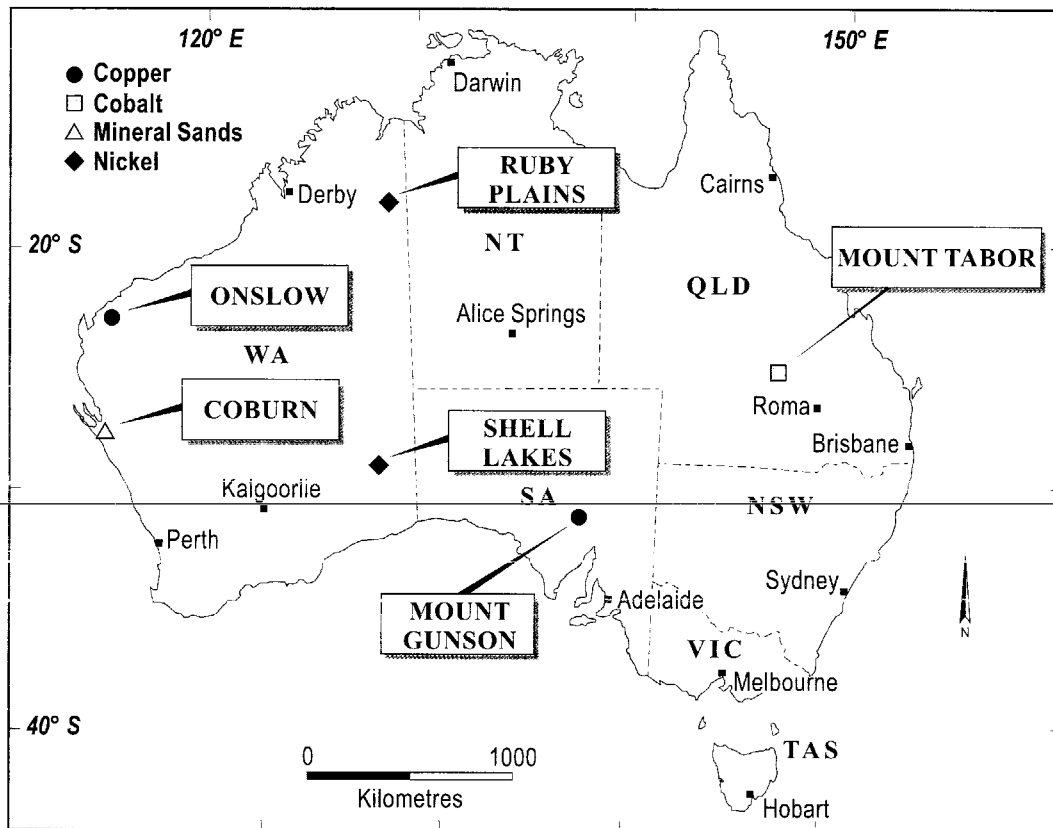 120° E
150° E
Copper
Cobalt
Mineral Sands
Nickel
Darwin
RUBY
PLAINS
Derby
Cairns
20° S
NT
MOUNT TABOR
ONSLOW
QLD
Alice Springs
WA
COBURN
Roma
SHELL
LAKES
Brisbane
Kalgoorlie
SA
NSW
Perth
Sydney
Adelaide
MOUNT
GUNSON
N
VIC
Melbourne
40° S
TAS
0 1000
Kilometres
Hobart